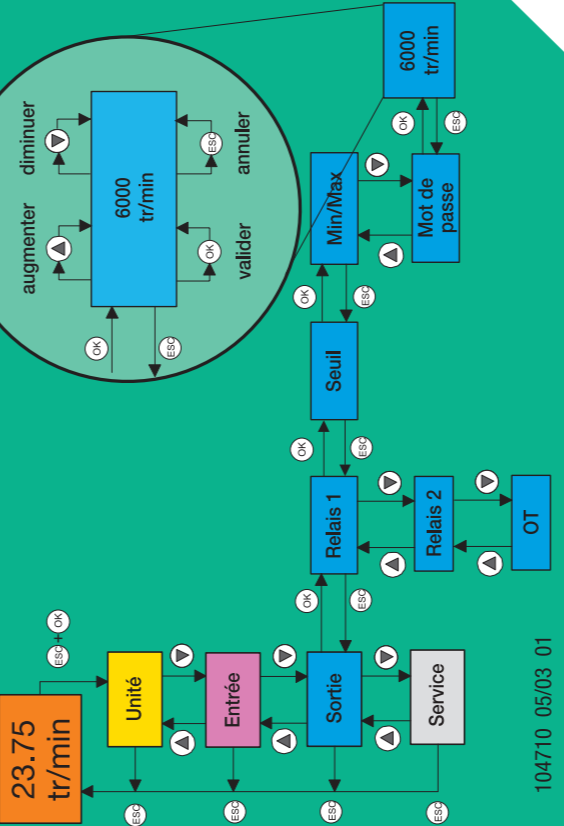 23.75
tr/min
ESC + OK
Unité
Entrée
Sortie
Service
ESC
ESC
ESC
ESC
OK
ESC
Relais 1
Relais 2
OT
OK
ESC
Seuil
OK
ESC
Min/Max
Mot de
passe
OK
ESC
6000
tr/min
augmenter
diminuer
OK
6000
tr/min
ESC
OK
ESC
valider
annuler
104710 05/03 01